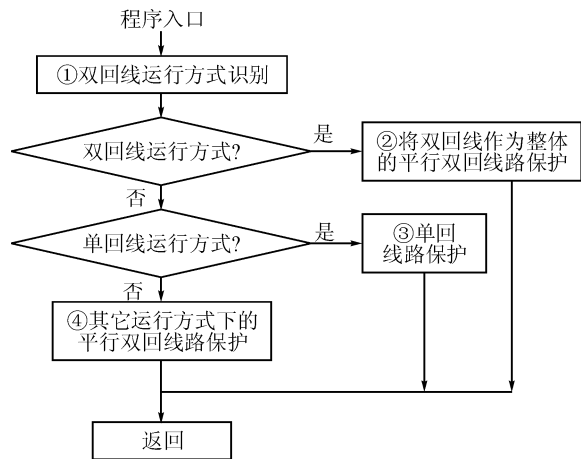 程序入口
①双回线运行方式识别
双回线运行方式?
是
②将双回线作为整体
的平行双回线路保护
否
单回线运行方式?
是
③单回
线路保护
否
④其它运行方式下的
平行双回线路保护
返回